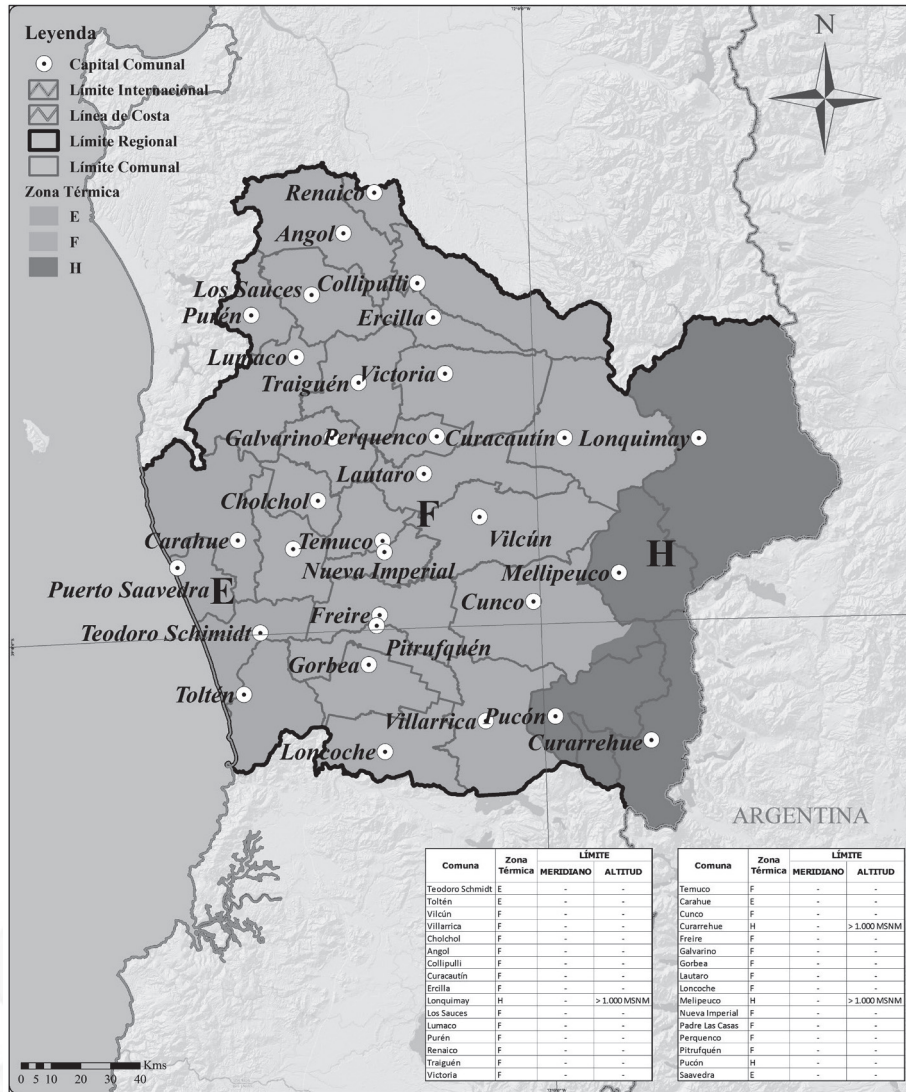 Leyenda
Capital Comunal
Límite Internacional
Línea de Costa
Límite Regional
Límite Comunal
Zona Térmica
E
F
H
N
Renaico
Angol
Collipulli
Los Sauces
Purén
Ercilla
Lumaco
Traiguén
Victoria
Galvarino
Perquenco
Curacautín
Lonquimay
Lautaro
Cholchol
F
Vilcún
Carahue
Temuco
Nueva Imperial
H
Mellipeuco
Puerto Saavedra
E
Cunco
Freire
Teodoro Schimidt
Pitrufquén
Gorbea
Toltén
Villarrica
Pucón
Curarrehue
Loncoche
ARGENTINA
Comuna Zona Térmica LÍMITE MERIDIANO ALTITUD
Teodoro Schmidt E - -
Toltén E - -
Vilcún F - -
Villarrica F - -
Cholchol F - -
Angol F - -
Collipulli F - -
Curacautín F - -
Ercilla F - -
Lonquimay H - > 1.000 MSNM
Los Sauces F - -
Lumaco F - -
Purén F - -
Renaico F - -
Traiguén F - -
Victoria F - -
Comuna Zona Térmica LÍMITE MERIDIANO ALTITUD
Temuco F - -
Carahue E - -
Cunco F - -
Curarrehue H - > 1.000 MSNM
Freire F - -
Galvarino F - -
Gorbea F - -
Lautaro F - -
Loncoche F - -
Melipeuco H - > 1.000 MSNM
Nueva Imperial F - -
Padre Las Casas F - -
Perquenco F - -
Pitrufquén F - -
Pucón H - -
Saavedra E - -
Kms
0 5 10 20 30 40